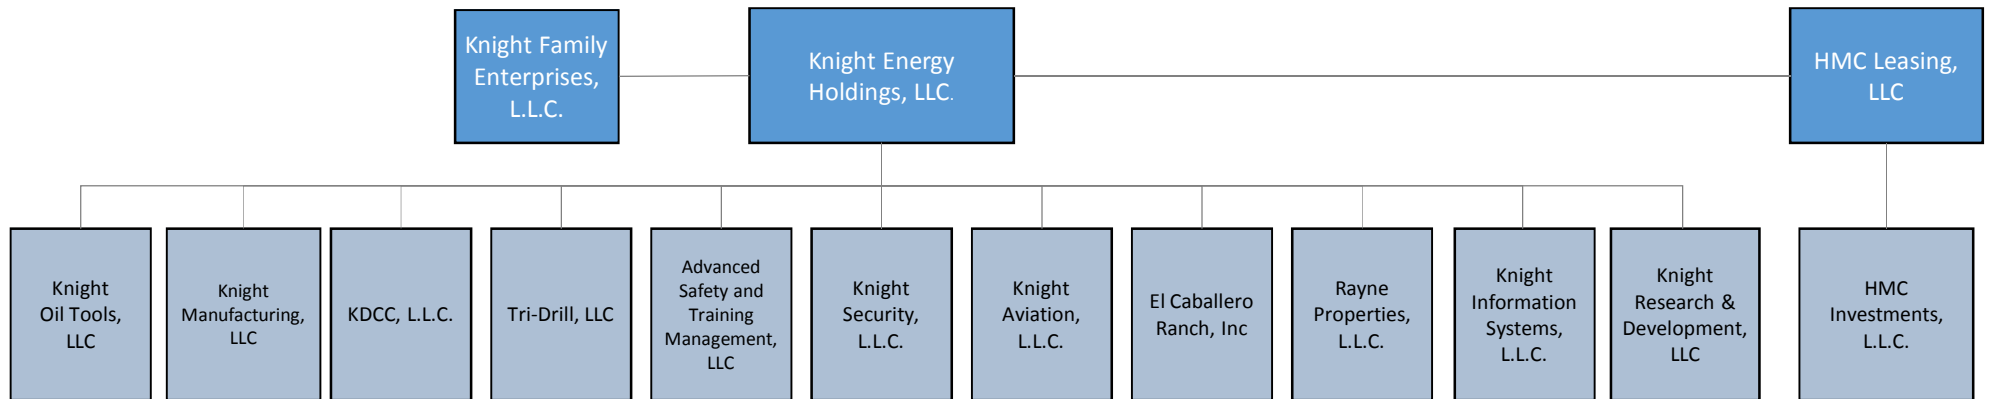 Knight Family
Enterprises,
L.L.C.
Knight Energy
Holdings, LLC.
HMC Leasing,
LLC
Knight
Oil Tools,
LLC
Knight
Manufacturing,
LLC
KDCC, L.L.C.
Tri-Drill, LLC
Advanced
Safety and
Training
Management,
LLC
Knight
Security,
L.L.C.
Knight
Aviation,
L.L.C.
El Caballero
Ranch, Inc
Rayne
Properties,
L.L.C.
Knight
Information
Systems,
L.L.C.
Knight
Research &
Development,
LLC
HMC
Investments,
L.L.C.